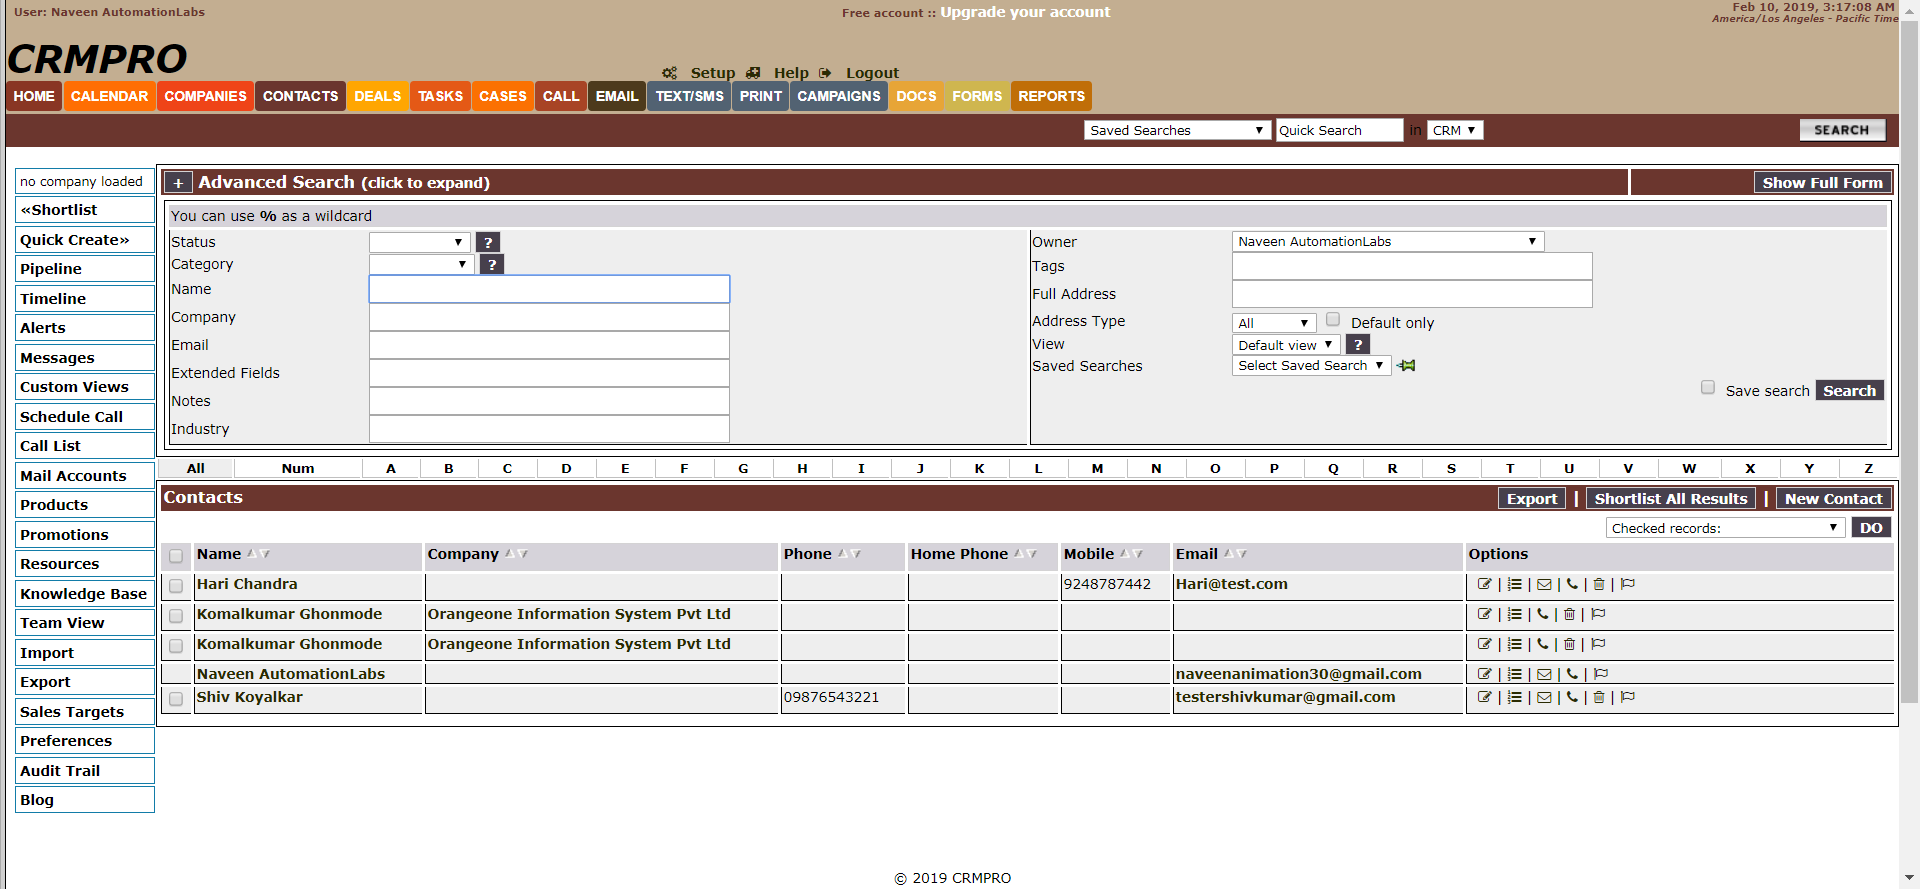 User: Naveen AutomationLabs
Free account :: Upgrade your account
Feb 10, 2019, 3:17:08 AM
America/Los Angeles - Pacific Time
CRMPRO
Setup Help Logout
HOME CALENDAR COMPANIES CONTACTS DEALS TASKS CASES CALL EMAIL TEXT/SMS PRINT CAMPAIGNS DOCS FORMS REPORTS
Saved Searches Quick Search in CRM SEARCH
no company loaded
«Shortlist
Quick Create»
Pipeline
Timeline
Alerts
Messages
Custom Views
Schedule Call
Call List
Mail Accounts
Products
Promotions
Resources
Knowledge Base
Team View
Import
Export
Sales Targets
Preferences
Audit Trail
Blog
+ Advanced Search (click to expand) Show Full Form
You can use % as a wildcard
Status ?
Category ?
Name
Company
Email
Extended Fields
Notes
Industry
Owner Naveen AutomationLabs
Tags
Full Address
Address Type All Default only
View Default view ?
Saved Searches Select Saved Search
Save search Search
All Num A B C D E F G H I J K L M N O P Q R S T U V W X Y Z
Contacts Export | Shortlist All Results | New Contact
Checked records: DO
Name Company Phone Home Phone Mobile Email Options
Hari Chandra 9248787442 Hari@test.com | | | | |
Komalkumar Ghonmode Orangeone Information System Pvt Ltd | | | |
Komalkumar Ghonmode Orangeone Information System Pvt Ltd | | | |
Naveen AutomationLabs naveenanimation30@gmail.com | | | |
Shiv Koyalkar 09876543221 testershivkumar@gmail.com | | | | |
© 2019 CRMPRO